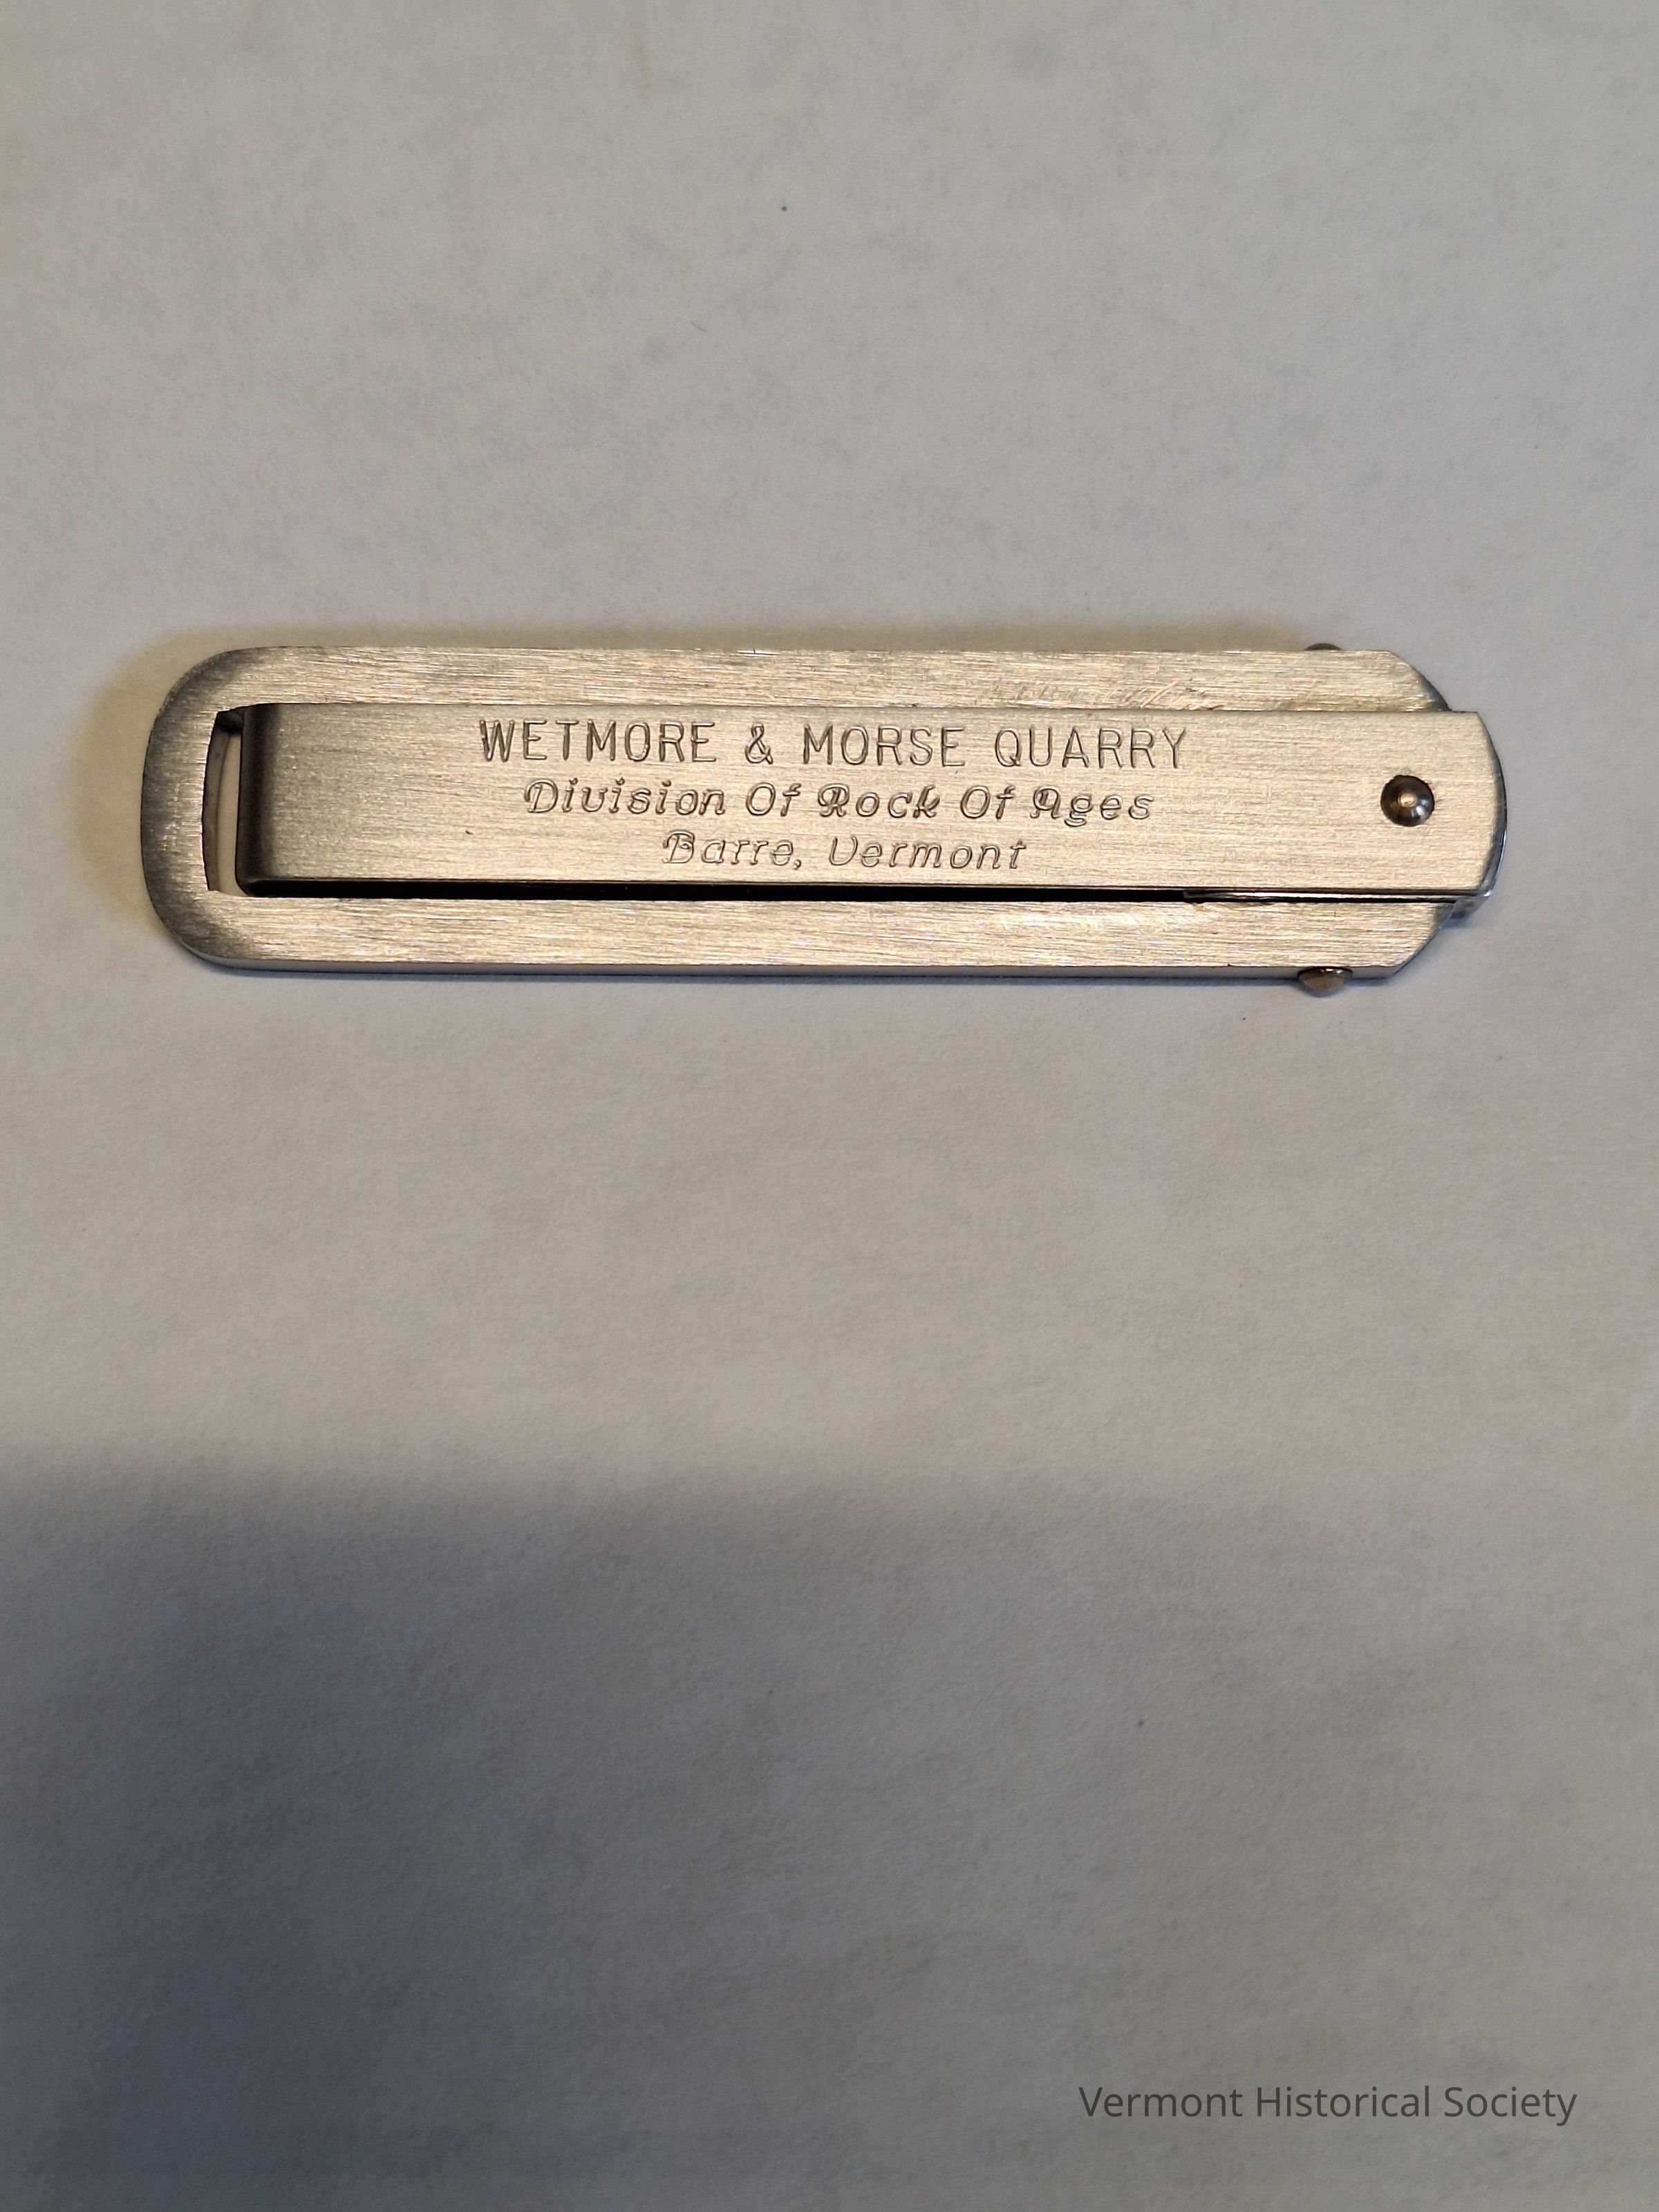 WETMORE & MORSE QUARRY
Division Of Rock Of Ages
Barre, Vermont
Vermont Historical Society